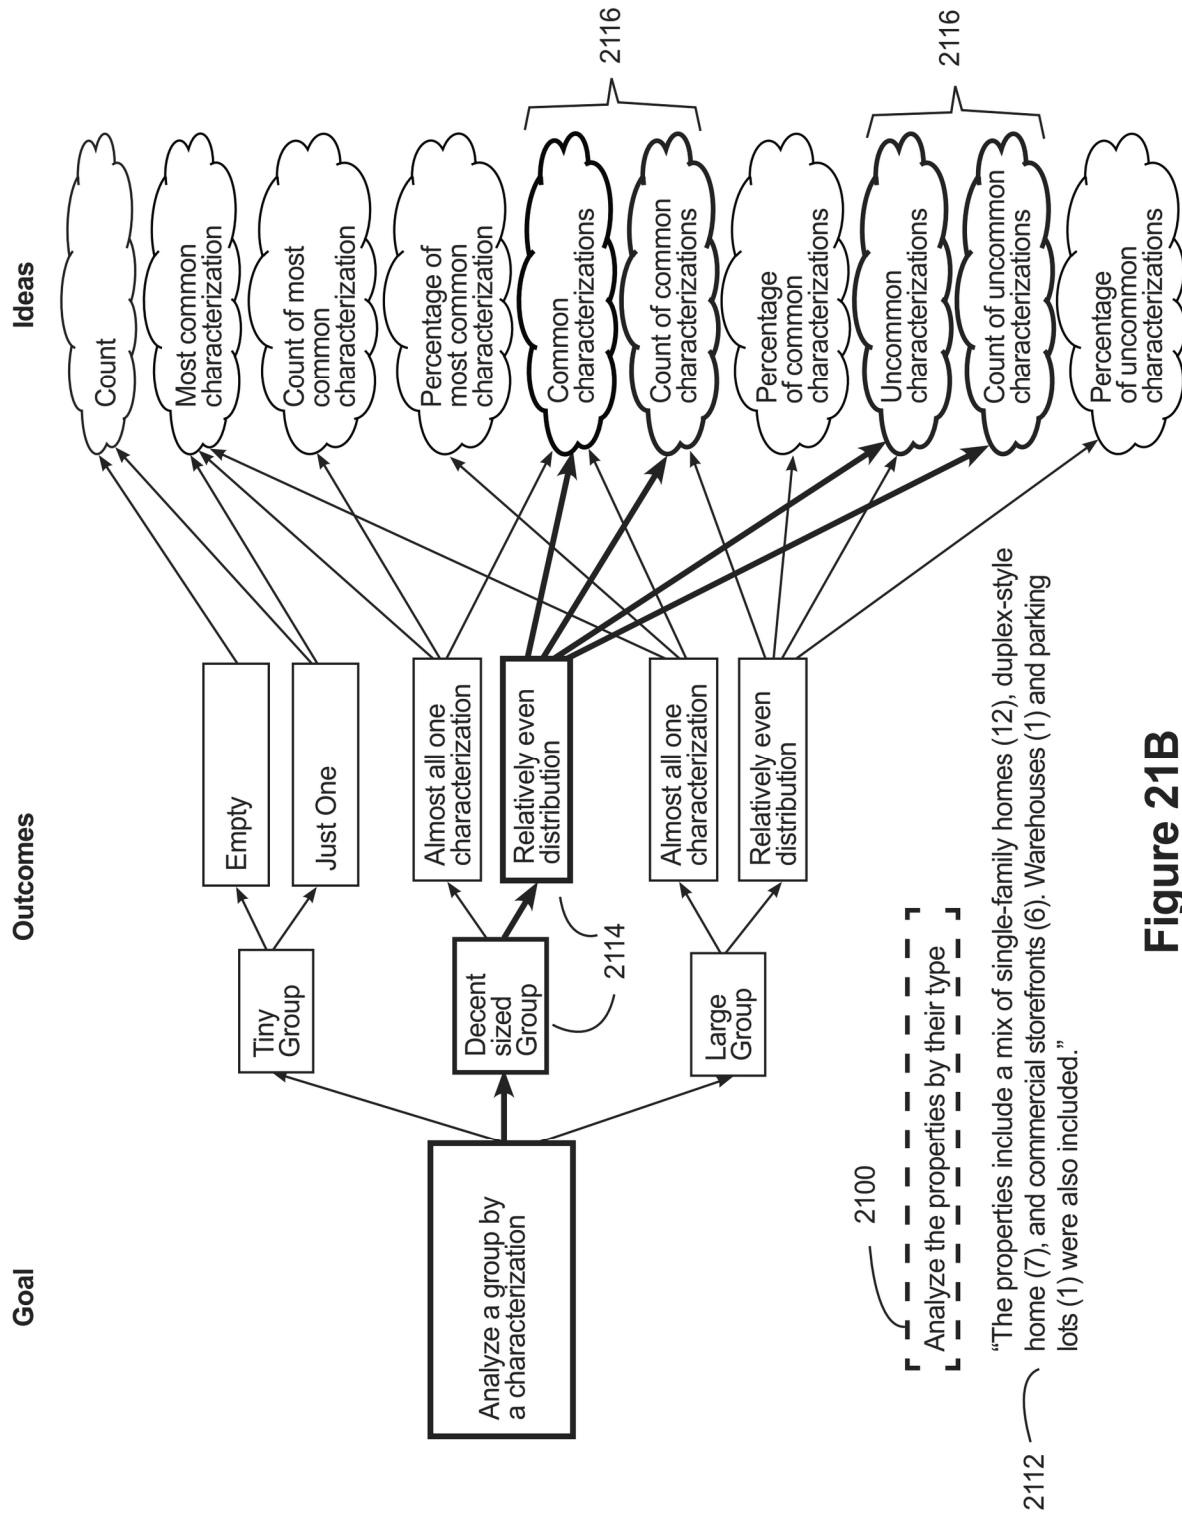 Goal
Outcomes
Ideas
Analyze a group by
a characterization
Tiny
Group
Decent
sized
Group
Large
Group
2114
Empty
Just One
Almost all one
characterization
Relatively even
distribution
Almost all one
characterization
Relatively even
distribution
Count
Most common
characterization
Count of most
common
characterization
Percentage of
most common
characterization
Common
characterizations
Count of common
characterizations
Percentage
of common
characterizations
Uncommon
characterizations
Count of uncommon
characterizations
Percentage
of uncommon
characterizations
2116
2116
2100
Analyze the properties by their type
2112
“The properties include a mix of single-family homes (12), duplex-style
home (7), and commercial storefronts (6). Warehouses (1) and parking
lots (1) were also included.”
Figure 21B